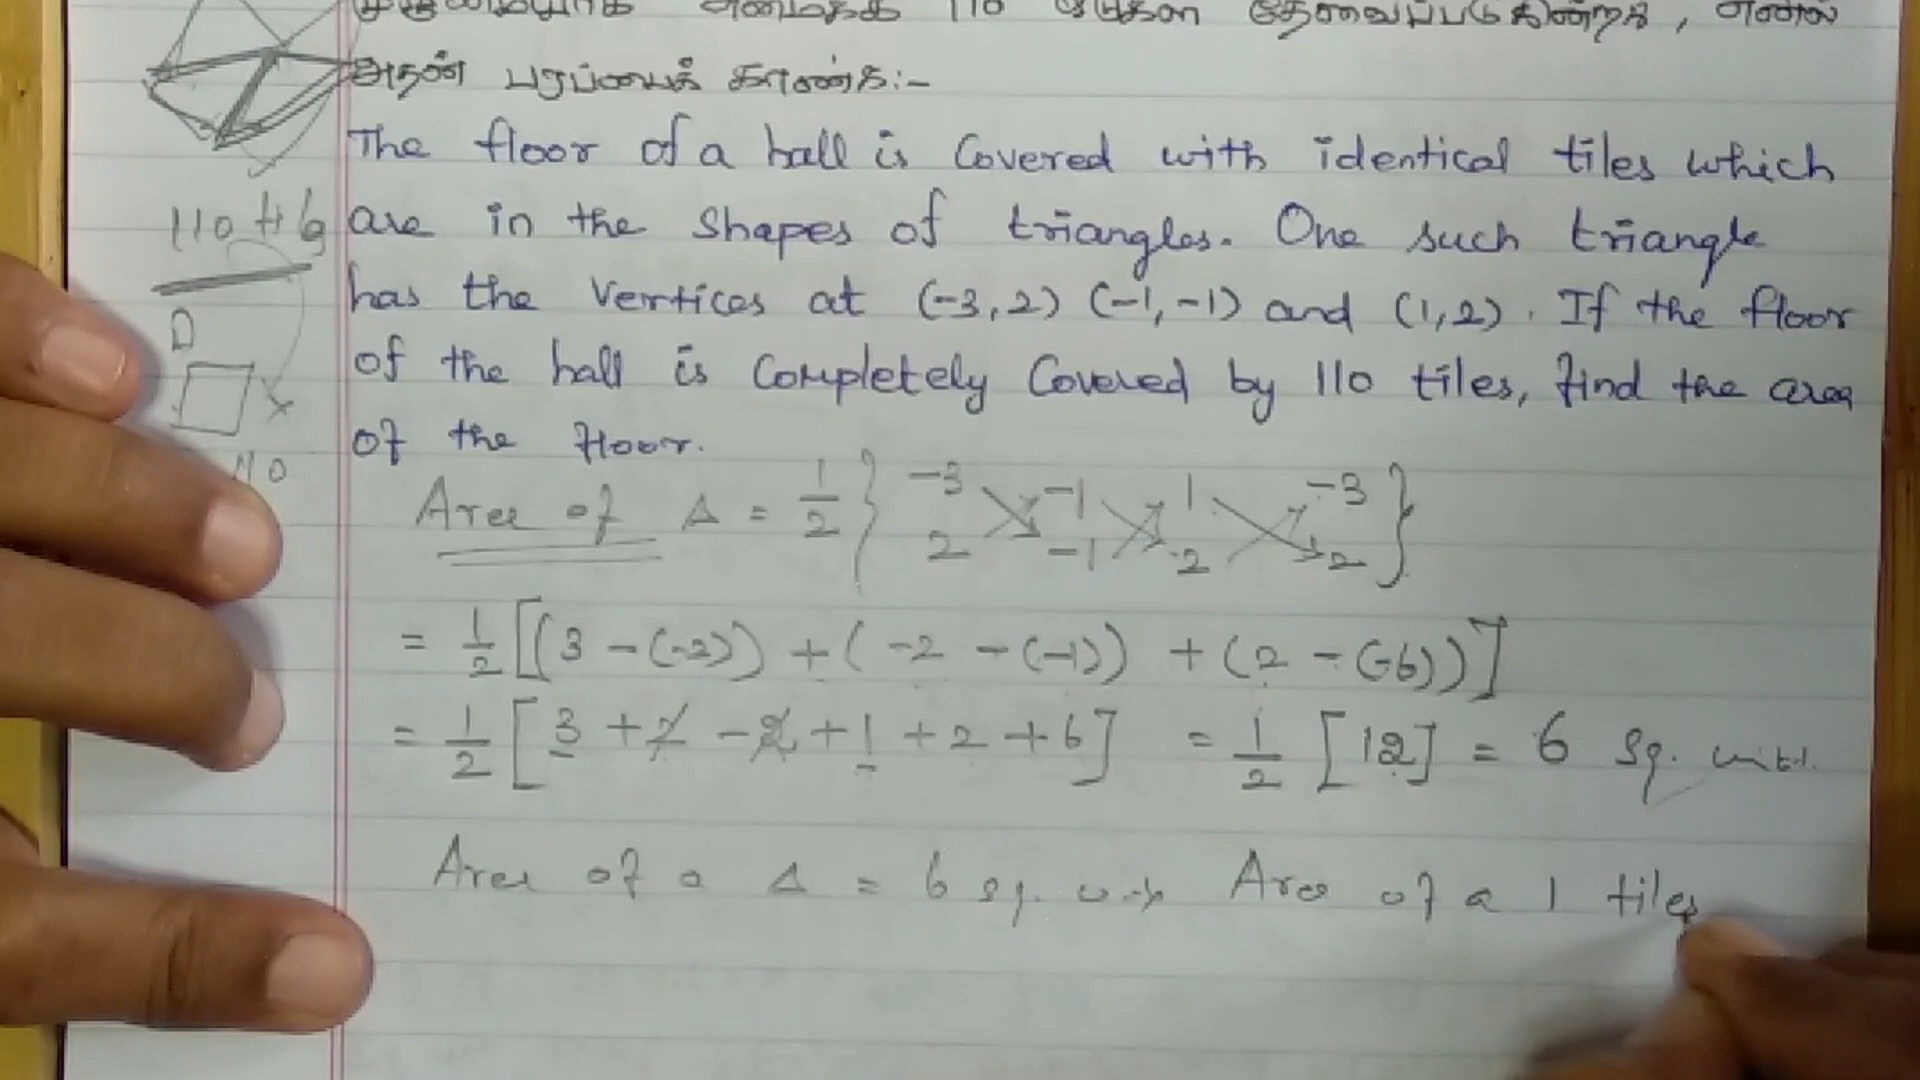 110
அதன் பரப்பைக் காண்க:-
The floor of a hall is Covered with identical tiles which
are in the shapes of triangles. One such triangle
has the vertices at (-3,2) (-1,-1) and (1,2). If the floor
of the hall is Completely Covered by 110 tiles, find the area
of the floor.
110 + 6
D
x
110
Area of Δ = 1/2 { -3 -1 1 -3
2 -1 2 2 }
= 1/2 [(3 - (-2)) + (-2 - (-1)) + (2 - (-6))]
= 1/2 [3 + 2 - 2 + 1 + 2 + 6] = 1/2 [12] = 6 sq. units.
Area of a Δ = 6 sq. Area of a 1 tiles